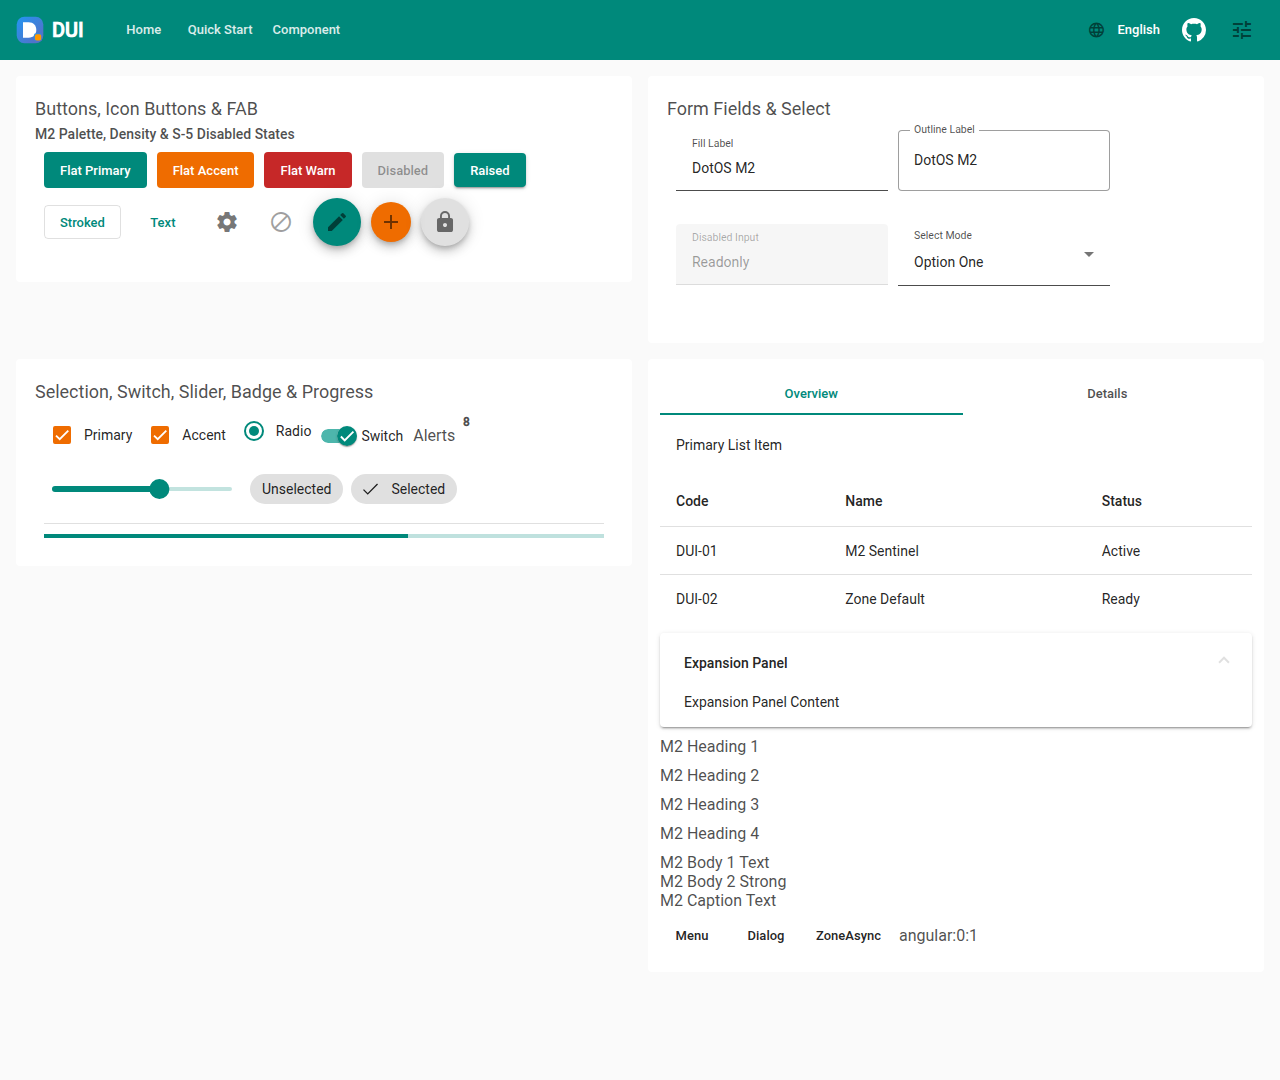 DUI
Home
Quick Start
Component
English
Buttons, Icon Buttons & FAB
M2 Palette, Density & S-5 Disabled States
Flat Primary
Flat Accent
Flat Warn
Disabled
Raised
Stroked
Text
Form Fields & Select
Fill Label
DotOS M2
Outline Label
DotOS M2
Disabled Input
Readonly
Select Mode
Option One
Selection, Switch, Slider, Badge & Progress
Primary
Accent
Radio
Switch
Alerts
8
Unselected
Selected
Overview
Details
Primary List Item
Code Name Status
DUI-01 M2 Sentinel Active
DUI-02 Zone Default Ready
Expansion Panel
Expansion Panel Content
M2 Heading 1
M2 Heading 2
M2 Heading 3
M2 Heading 4
M2 Body 1 Text
M2 Body 2 Strong
M2 Caption Text
Menu
Dialog
ZoneAsync
angular:0:1